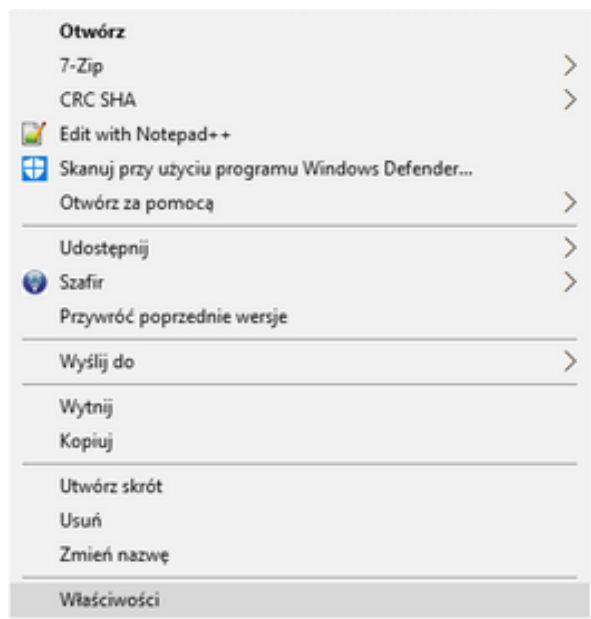 Otwórz
7-Zip
CRC SHA
Edit with Notepad++
Skanuj przy użyciu programu Windows Defender...
Otwórz za pomocą
Udostępnij
Szafir
Przywróć poprzednie wersje
Wyślij do
Wytnij
Kopiuj
Utwórz skrót
Usuń
Zmień nazwę
Właściwości